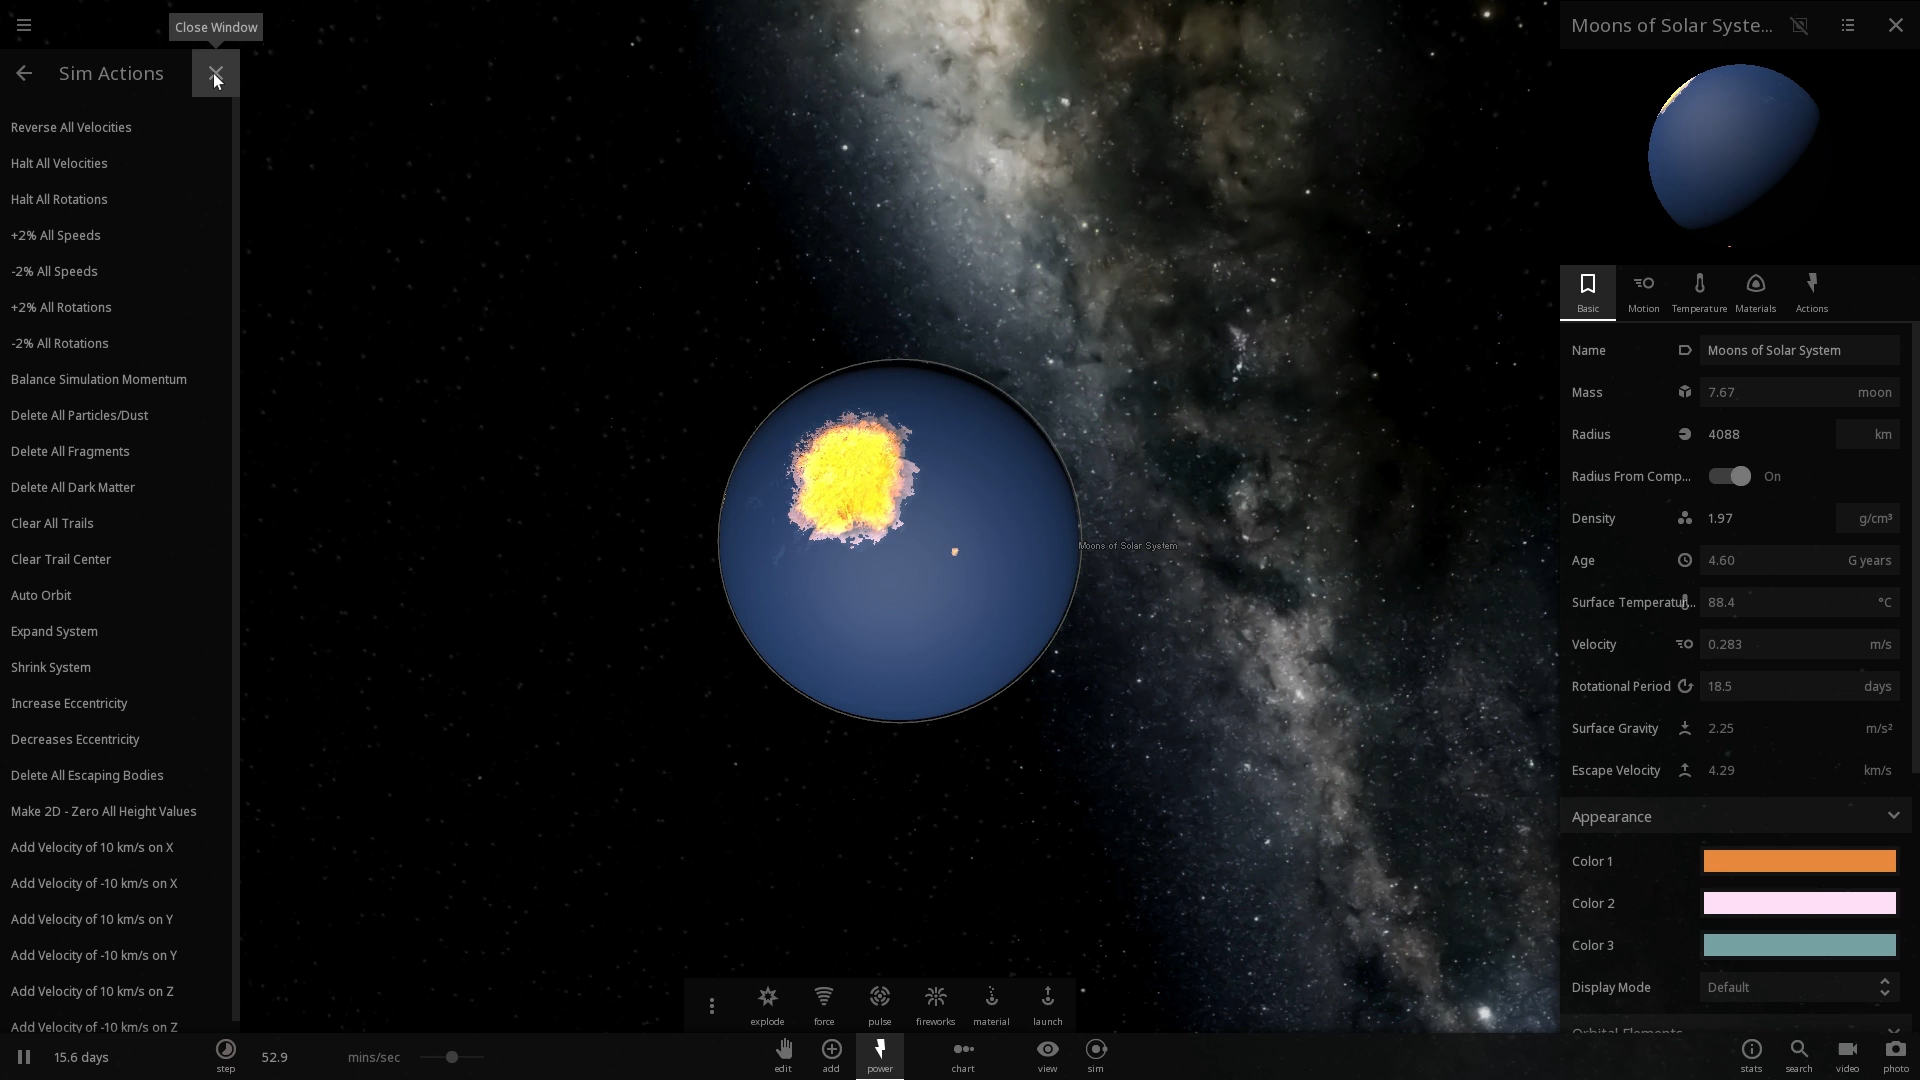 Close Window
Moons of Solar Syste...
Sim Actions
Reverse All Velocities
Halt All Velocities
Halt All Rotations
+2% All Speeds
-2% All Speeds
+2% All Rotations
-2% All Rotations
Balance Simulation Momentum
Delete All Particles/Dust
Delete All Fragments
Delete All Dark Matter
Clear All Trails
Clear Trail Center
Auto Orbit
Expand System
Shrink System
Increase Eccentricity
Decreases Eccentricity
Delete All Escaping Bodies
Make 2D - Zero All Height Values
Add Velocity of 10 km/s on X
Add Velocity of -10 km/s on X
Add Velocity of 10 km/s on Y
Add Velocity of -10 km/s on Y
Add Velocity of 10 km/s on Z
Add Velocity of -10 km/s on Z
Moons of Solar System
Basic Motion Temperature Materials Actions
Name Moons of Solar System
Mass 7.67 moon
Radius 4088 km
Radius From Comp... On
Density 1.97 g/cm³
Age 4.60 G years
Surface Temperatur... 88.4 °C
Velocity 0.283 m/s
Rotational Period 18.5 days
Surface Gravity 2.25 m/s²
Escape Velocity 4.29 km/s
Appearance
Color 1
Color 2
Color 3
Display Mode Default
Orbital Elements
explode force pulse fireworks material launch
15.6 days step 52.9 mins/sec
edit add power chart view sim
stats search video photo